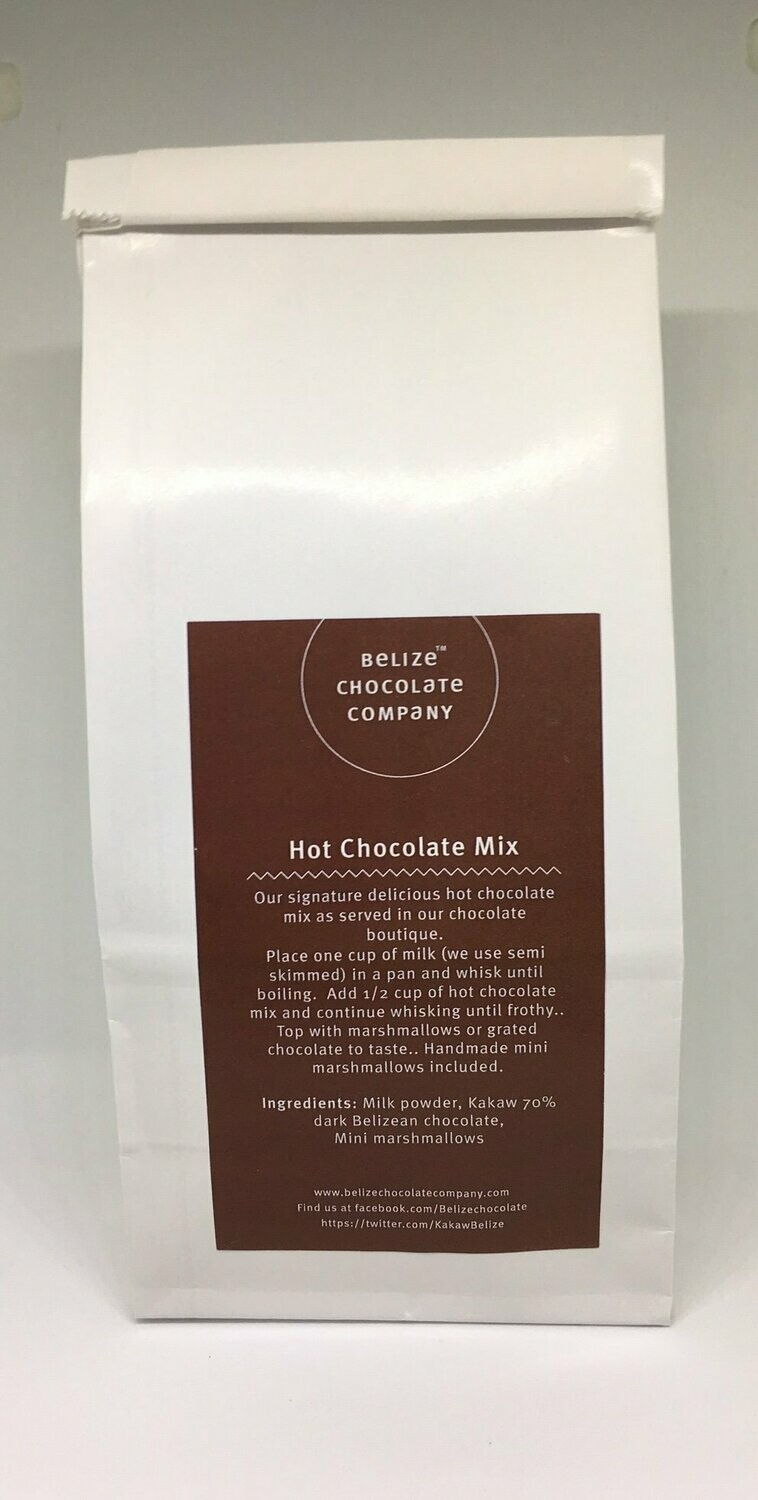 BeLIZe™
CHOCOLaTe
COMPaNY
Hot Chocolate Mix
Our signature delicious hot chocolate
mix as served in our chocolate
boutique.
Place one cup of milk (we use semi
skimmed) in a pan and whisk until
boiling. Add 1/2 cup of hot chocolate
mix and continue whisking until frothy..
Top with marshmallows or grated
chocolate to taste.. Handmade mini
marshmallows included.
Ingredients: Milk powder, Kakaw 70%
dark Belizean chocolate,
Mini marshmallows
www.belizechocolatecompany.com
Find us at facebook.com/Belizechocolate
https://twitter.com/KakawBelize